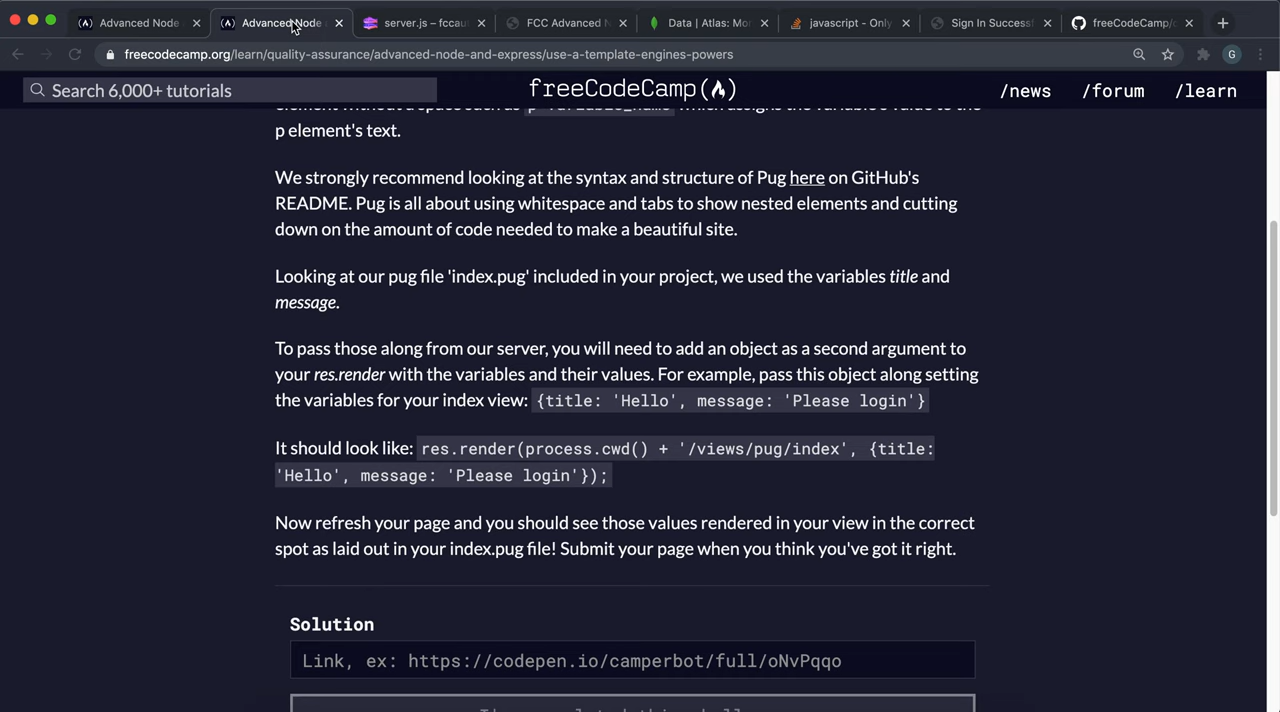 Advanced Node
Advanced Node
server.js – fccau
FCC Advanced N
Data | Atlas: Mon
javascript - Only
Sign In Successf
freeCodeCamp/
freecodecamp.org/learn/quality-assurance/advanced-node-and-express/use-a-template-engines-powers
G
Search 6,000+ tutorials
freeCodeCamp
/news
/forum
/learn
p element's text.
We strongly recommend looking at the syntax and structure of Pug here on GitHub's
README. Pug is all about using whitespace and tabs to show nested elements and cutting
down on the amount of code needed to make a beautiful site.
Looking at our pug file 'index.pug' included in your project, we used the variables title and
message.
To pass those along from our server, you will need to add an object as a second argument to
your res.render with the variables and their values. For example, pass this object along setting
the variables for your index view: {title: 'Hello', message: 'Please login'}
It should look like: res.render(process.cwd() + '/views/pug/index', {title:
'Hello', message: 'Please login'});
Now refresh your page and you should see those values rendered in your view in the correct
spot as laid out in your index.pug file! Submit your page when you think you've got it right.
Solution
Link, ex: https://codepen.io/camperbot/full/oNvPqqo